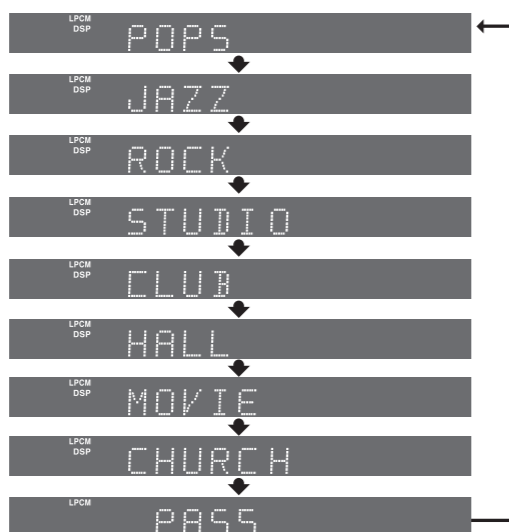 LPCM
DSP
POPS
LPCM
DSP
JAZZ
LPCM
DSP
ROCK
LPCM
DSP
STUDIO
LPCM
DSP
CLUB
LPCM
DSP
HALL
LPCM
DSP
MOVIE
LPCM
DSP
CHURCH
LPCM
PASS